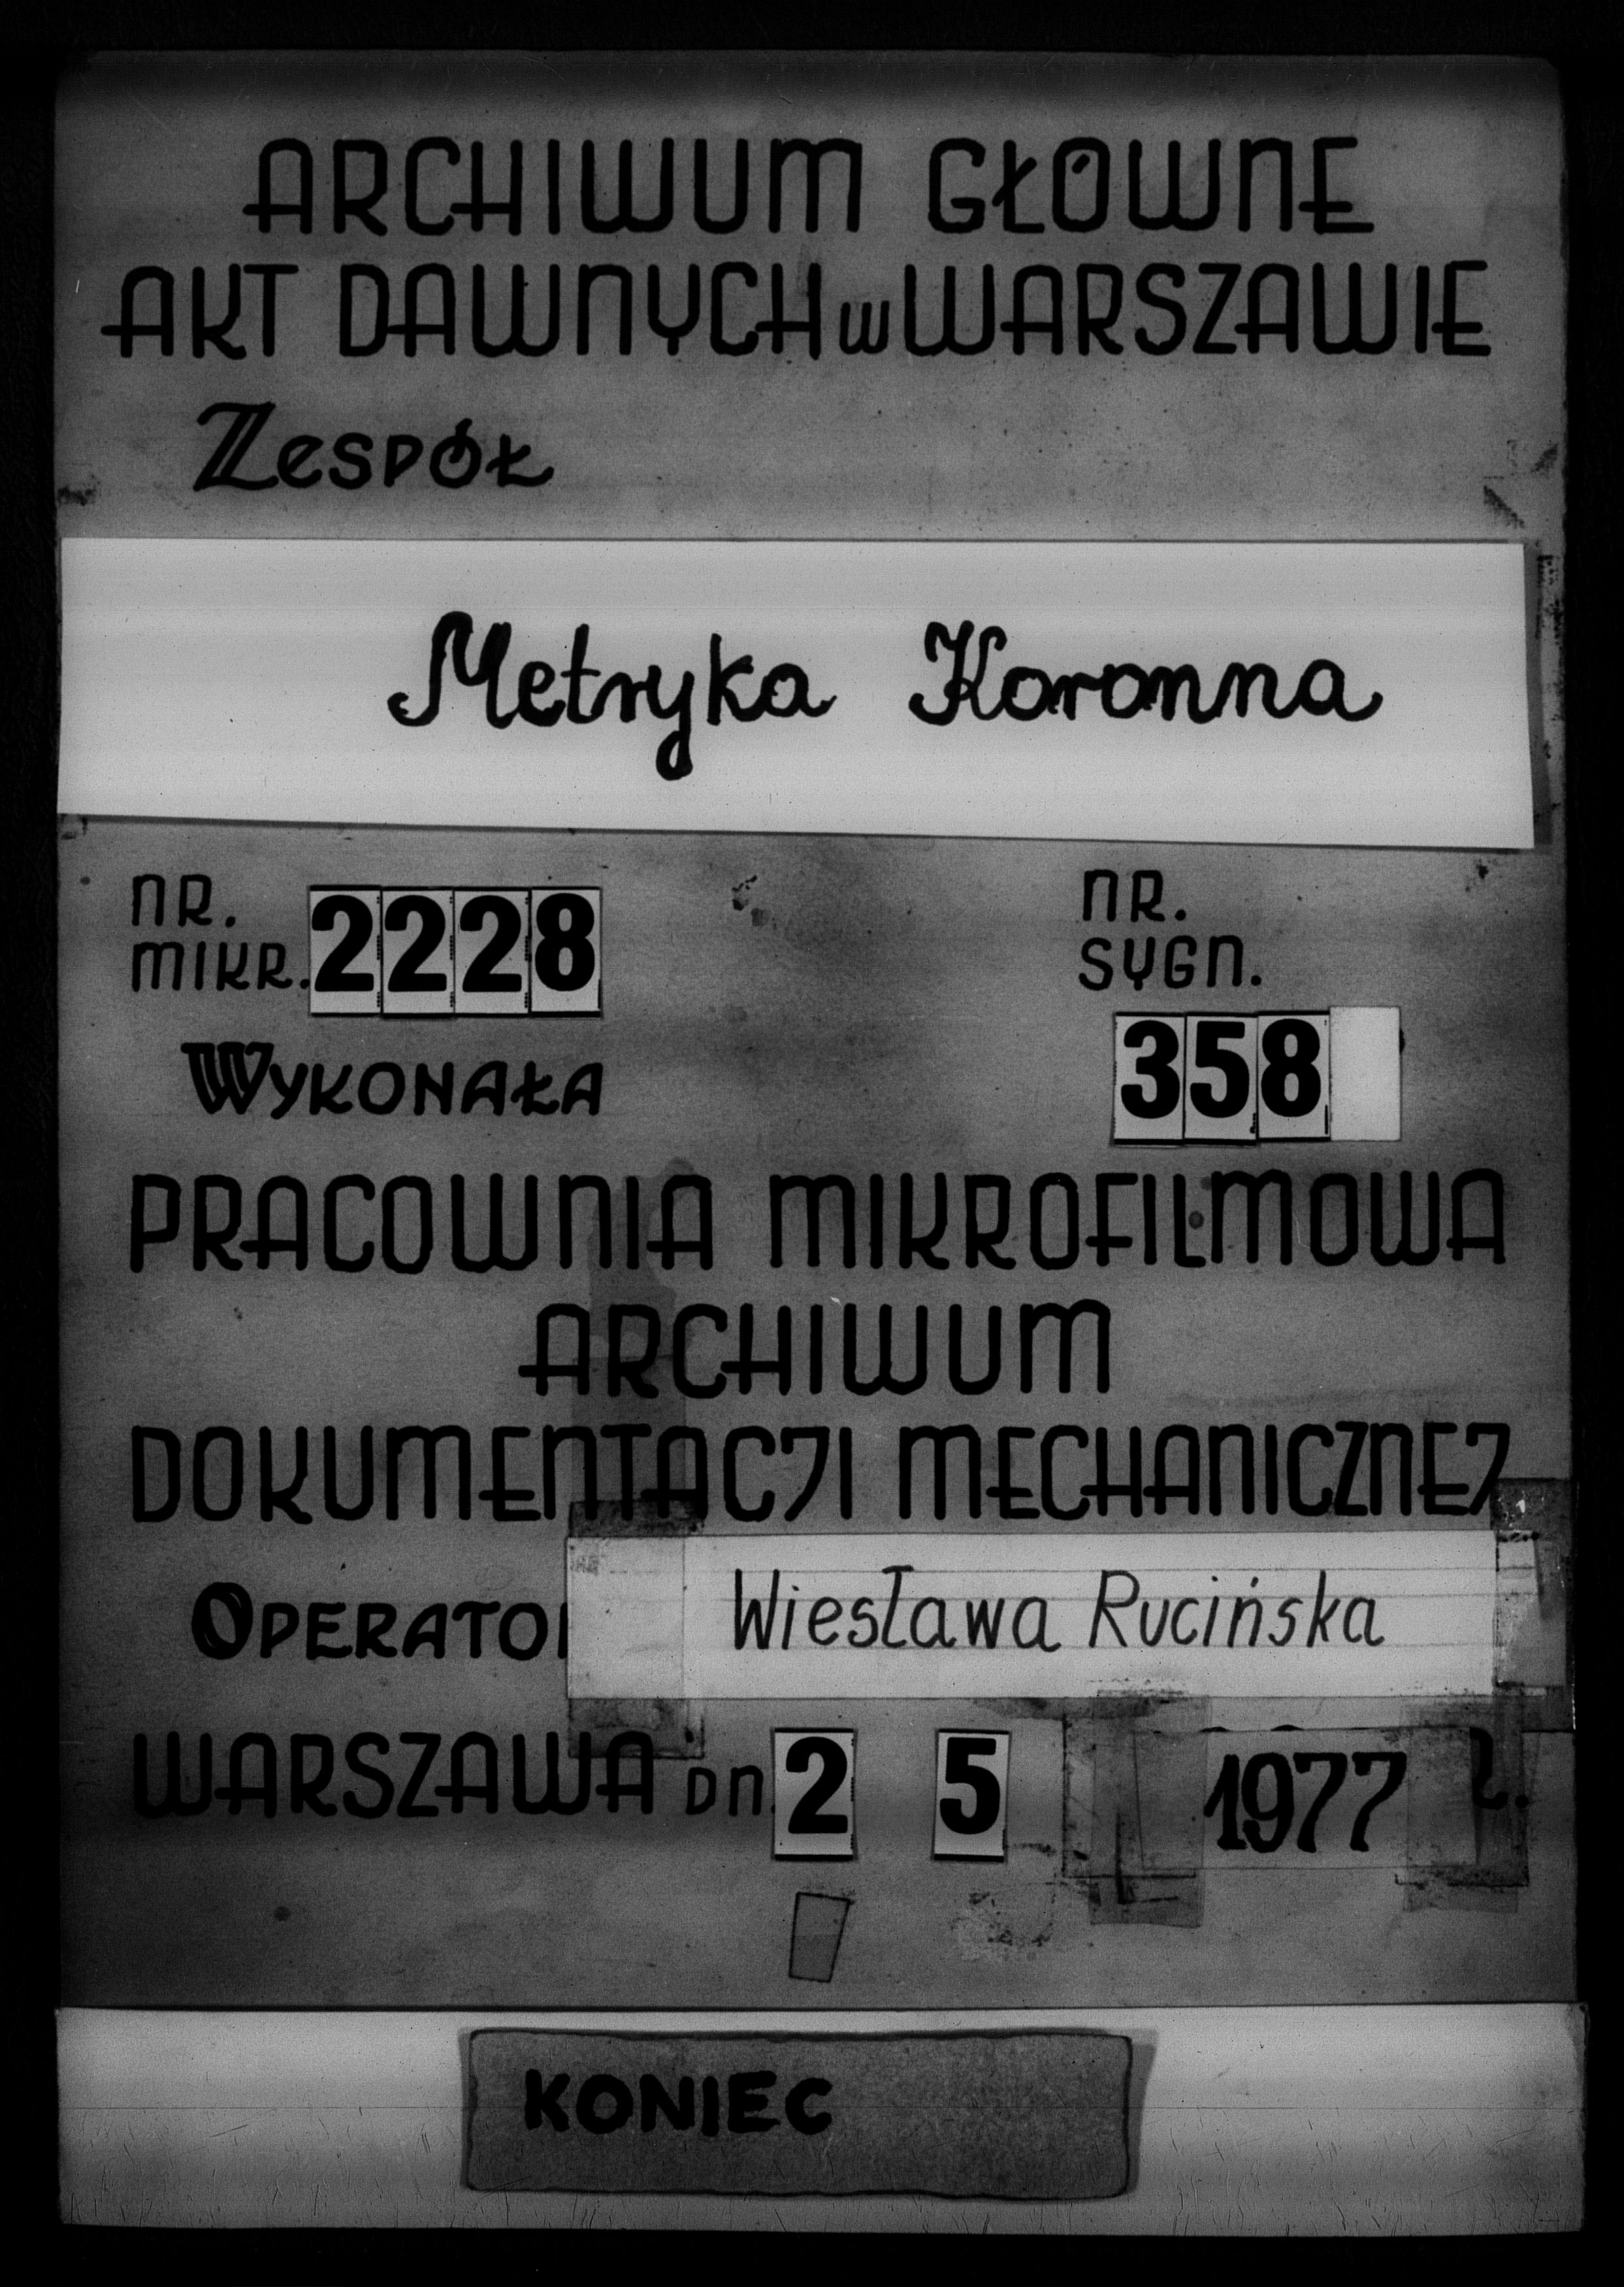 ARCHIWUM GŁÓWNE
AKT DAWNYCH w WARSZAWIE
ZESPÓŁ
Metryka Koronna
NR. MIKR. 2228
NR. SYGN. 358
WYKONAŁA
PRACOWNIA MIKROFILMOWA
ARCHIWUM
DOKUMENTACJI MECHANICZNEJ
OPERATOR Wiesława Rucińska
WARSZAWA DN. 2 5 1977 r.
KONIEC